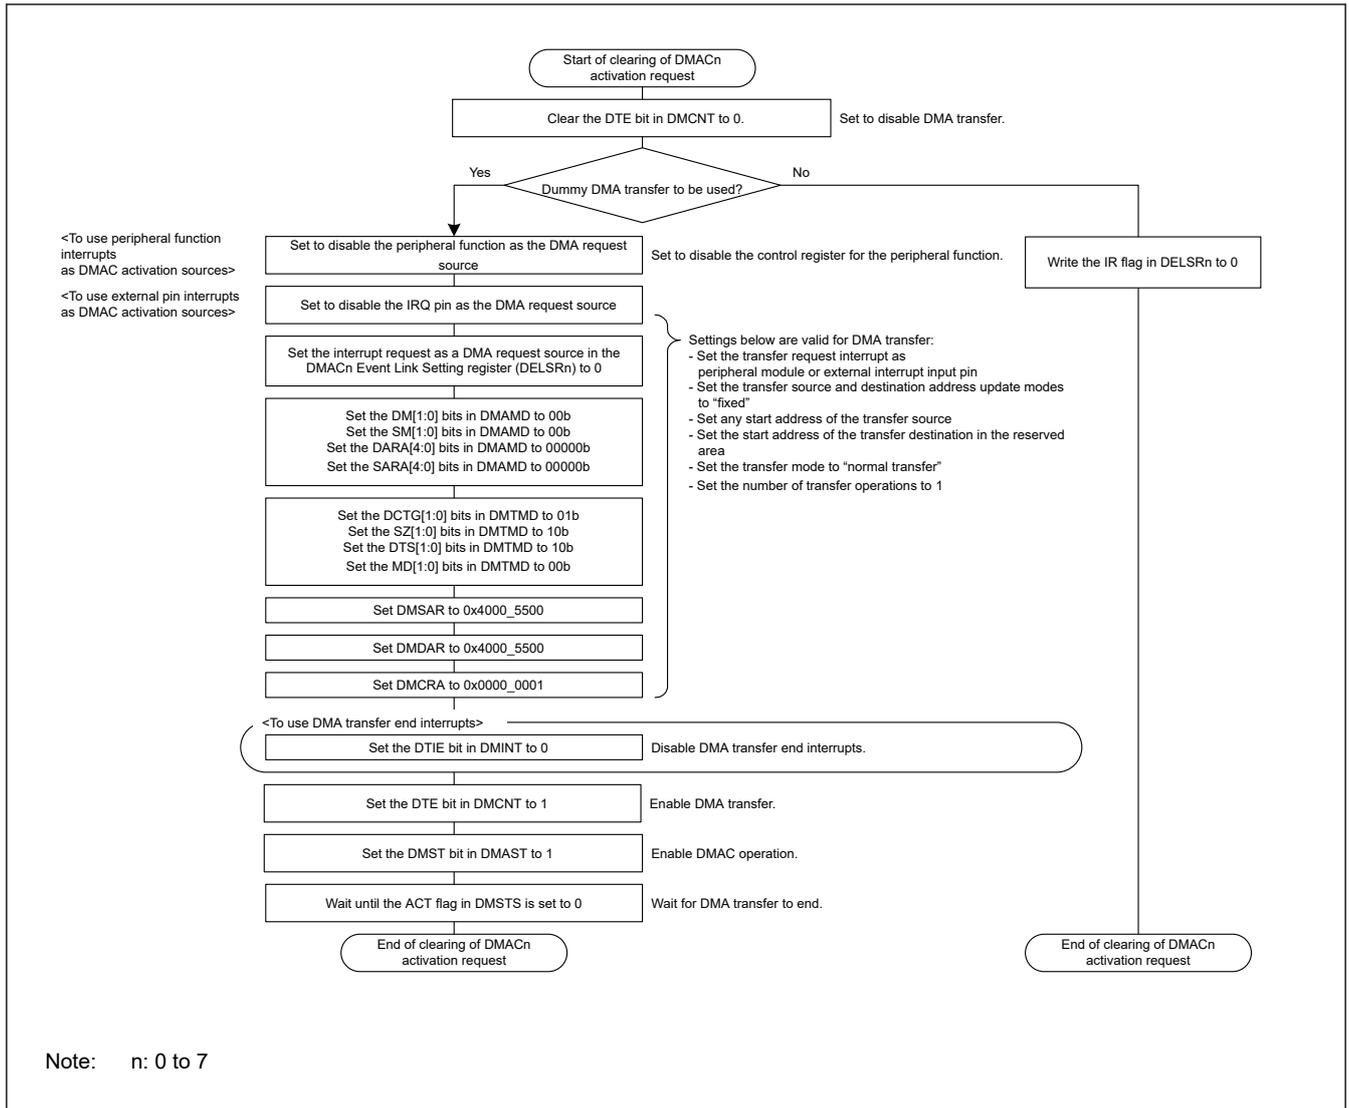 Start of clearing of DMACn
activation request
Clear the DTE bit in DMCNT to 0.
Set to disable DMA transfer.
Yes
No
Dummy DMA transfer to be used?
<To use peripheral function
interrupts
as DMAC activation sources>
Set to disable the peripheral function as the DMA request
source
Set to disable the control register for the peripheral function.
Write the IR flag in DELSRn to 0
<To use external pin interrupts
as DMAC activation sources>
Set to disable the IRQ pin as the DMA request source
Set the interrupt request as a DMA request source in the
DMACn Event Link Setting register (DELSRn) to 0
Settings below are valid for DMA transfer:
- Set the transfer request interrupt as
peripheral module or external interrupt input pin
- Set the transfer source and destination address update modes
to “fixed”
- Set any start address of the transfer source
- Set the start address of the transfer destination in the reserved
area
- Set the transfer mode to “normal transfer”
- Set the number of transfer operations to 1
Set the DM[1:0] bits in DMAMD to 00b
Set the SM[1:0] bits in DMAMD to 00b
Set the DARA[4:0] bits in DMAMD to 00000b
Set the SARA[4:0] bits in DMAMD to 00000b
Set the DCTG[1:0] bits in DMTMD to 01b
Set the SZ[1:0] bits in DMTMD to 10b
Set the DTS[1:0] bits in DMTMD to 10b
Set the MD[1:0] bits in DMTMD to 00b
Set DMSAR to 0x4000_5500
Set DMDAR to 0x4000_5500
Set DMCRA to 0x0000_0001
<To use DMA transfer end interrupts>
Set the DTIE bit in DMINT to 0
Disable DMA transfer end interrupts.
Set the DTE bit in DMCNT to 1
Enable DMA transfer.
Set the DMST bit in DMAST to 1
Enable DMAC operation.
Wait until the ACT flag in DMSTS is set to 0
Wait for DMA transfer to end.
End of clearing of DMACn
activation request
End of clearing of DMACn
activation request
Note: n: 0 to 7